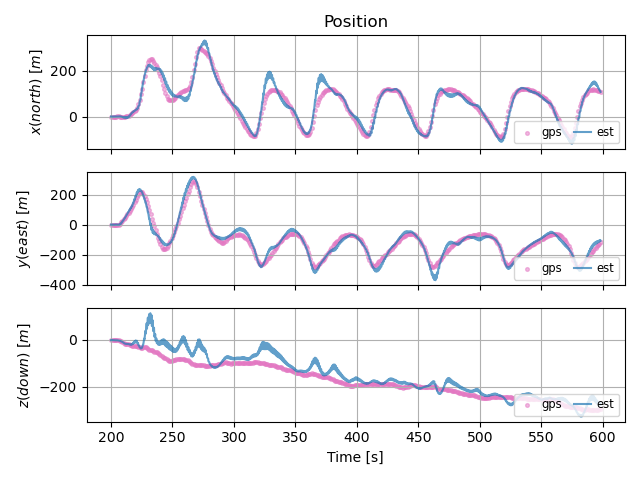 Position
x(north) [m]
200
0
gps est
y(east) [m]
200
0
−200
−400
gps est
z(down) [m]
0
−200
gps est
200 250 300 350 400 450 500 550 600
Time [s]